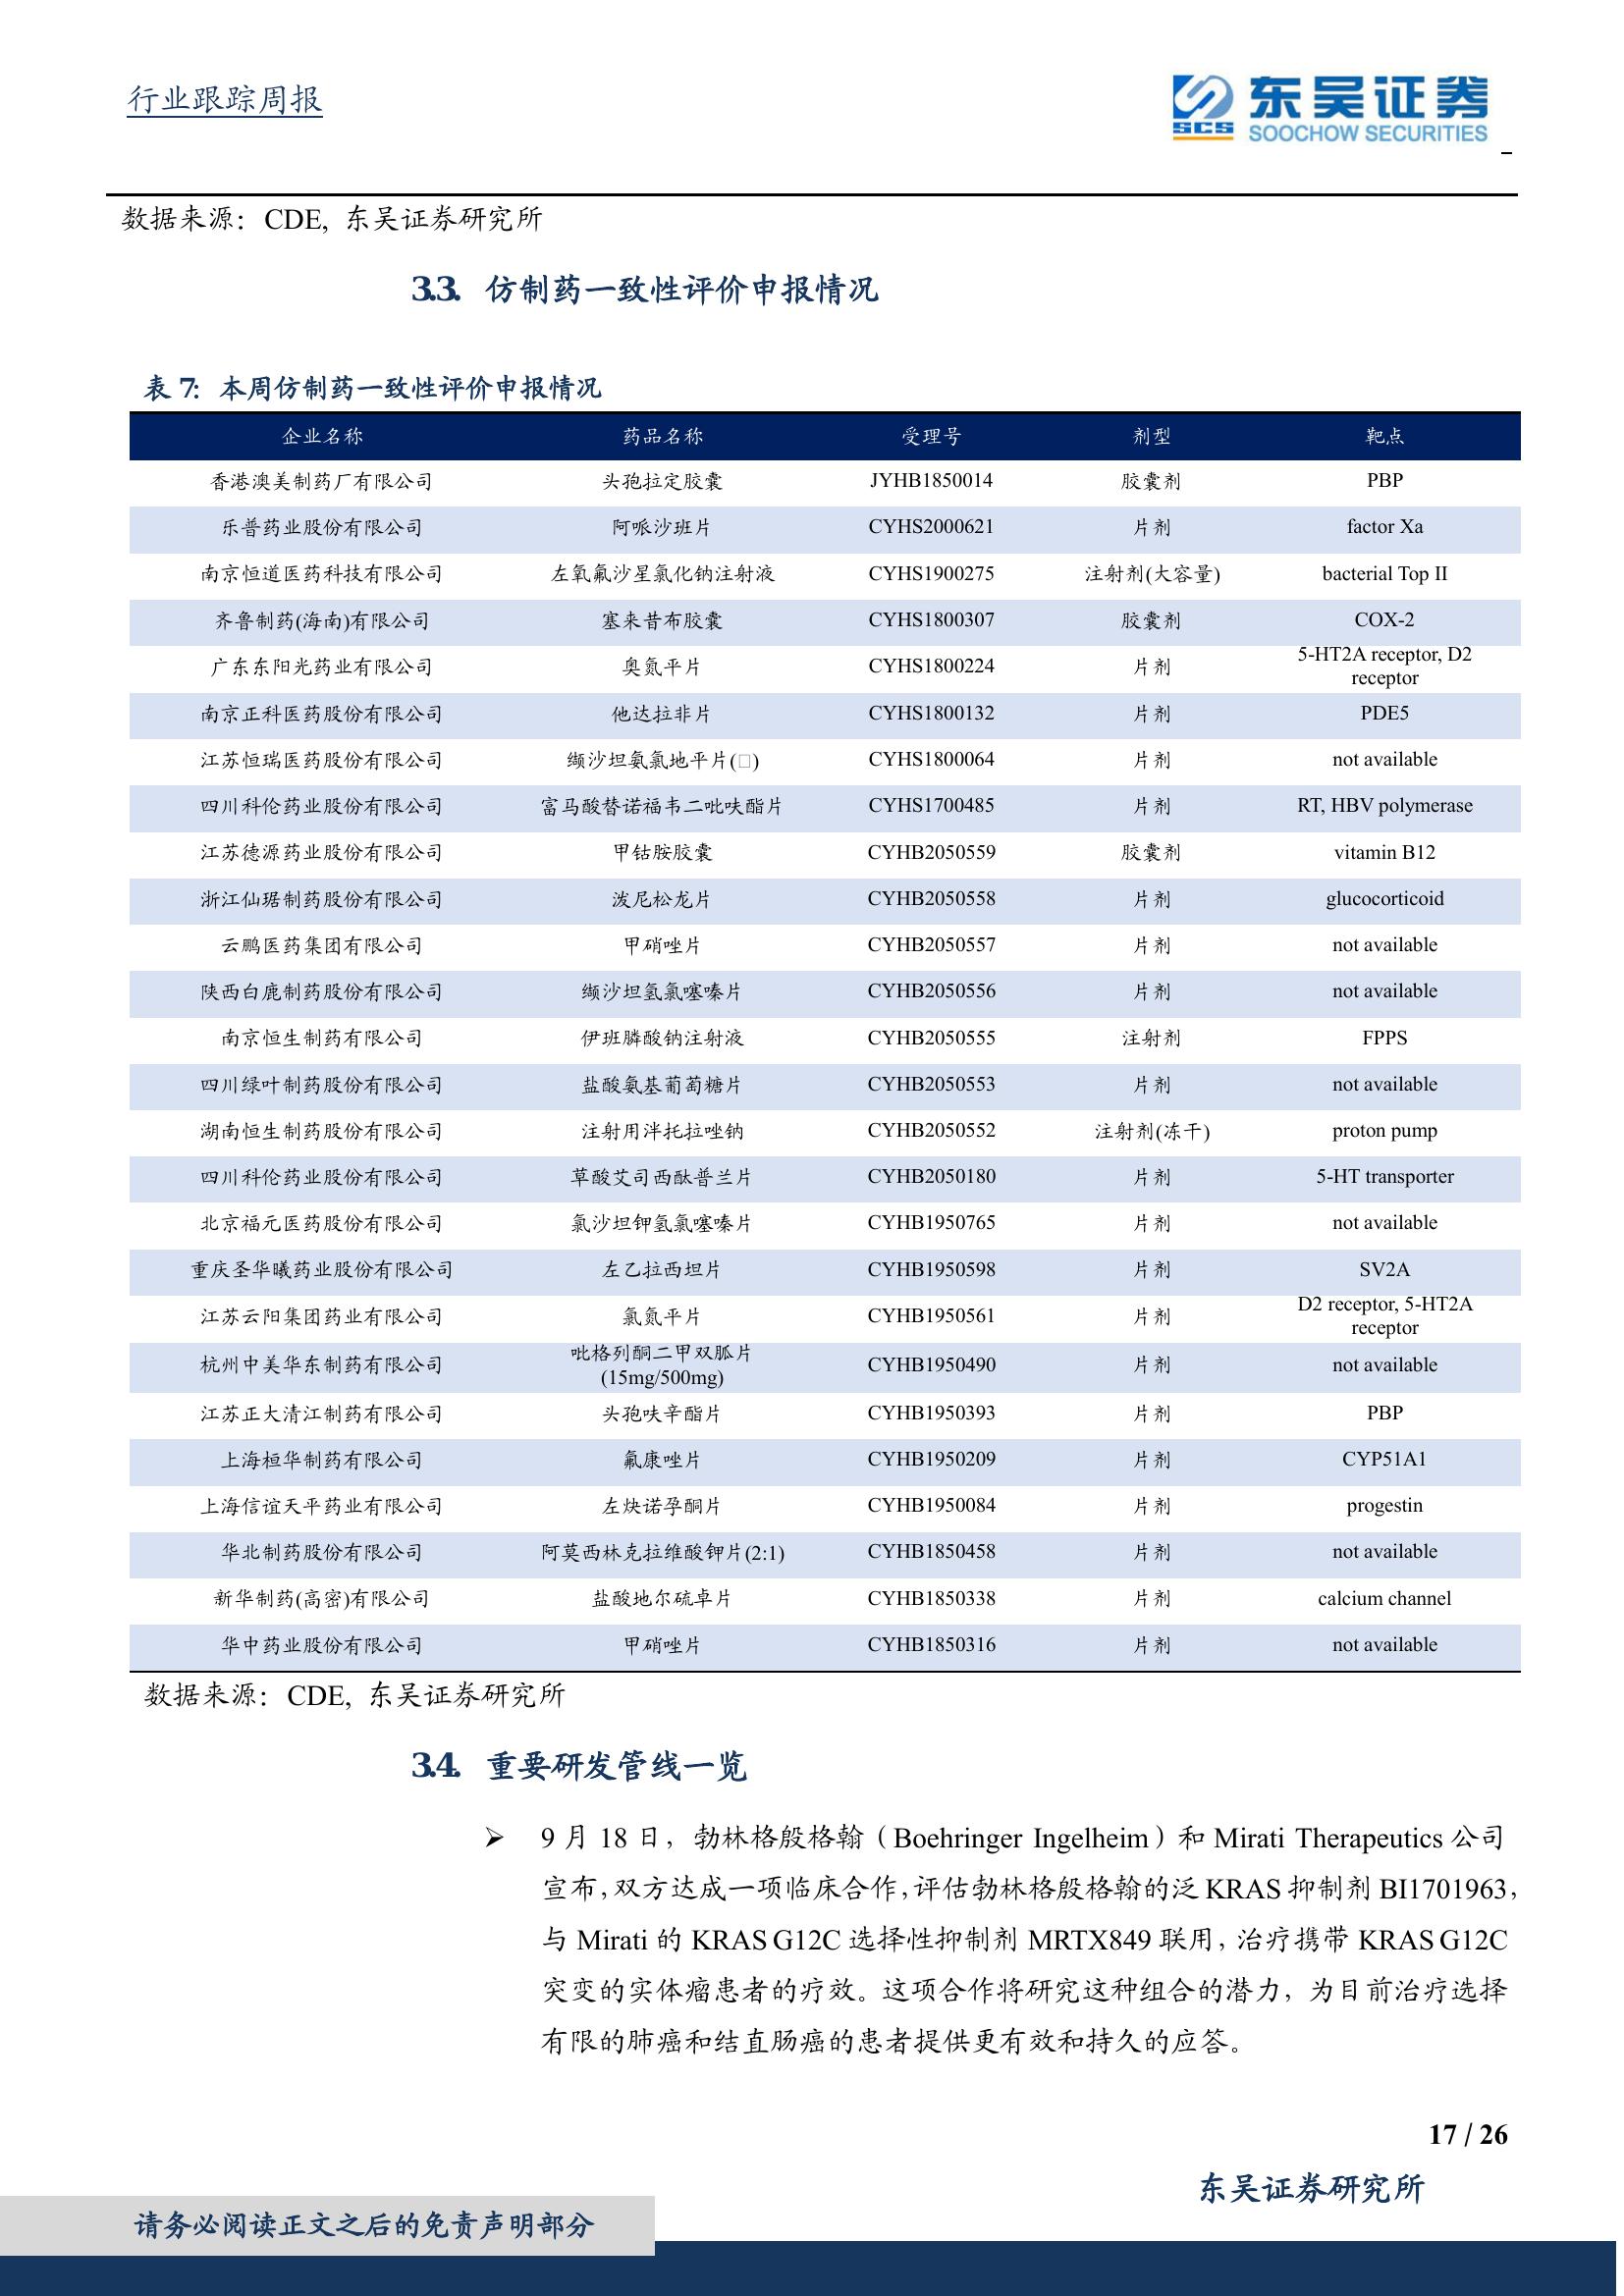 行业跟踪周报
SCS
东吴证券
SOOCHOW SECURITIES
数据来源：CDE, 东吴证券研究所
3.3. 仿制药一致性评价申报情况
表 7: 本周仿制药一致性评价申报情况
企业名称 药品名称 受理号 剂型 靶点
香港澳美制药厂有限公司 头孢拉定胶囊 JYHB1850014 胶囊剂 PBP
乐普药业股份有限公司 阿哌沙班片 CYHS2000621 片剂 factor Xa
南京恒道医药科技有限公司 左氧氟沙星氯化钠注射液 CYHS1900275 注射剂(大容量) bacterial Top II
齐鲁制药(海南)有限公司 塞来昔布胶囊 CYHS1800307 胶囊剂 COX-2
广东东阳光药业有限公司 奥氮平片 CYHS1800224 片剂 5-HT2A receptor, D2
receptor
南京正科医药股份有限公司 他达拉非片 CYHS1800132 片剂 PDE5
江苏恒瑞医药股份有限公司 缬沙坦氨氯地平片(□) CYHS1800064 片剂 not available
四川科伦药业股份有限公司 富马酸替诺福韦二吡呋酯片 CYHS1700485 片剂 RT, HBV polymerase
江苏德源药业股份有限公司 甲钴胺胶囊 CYHB2050559 胶囊剂 vitamin B12
浙江仙琚制药股份有限公司 泼尼松龙片 CYHB2050558 片剂 glucocorticoid
云鹏医药集团有限公司 甲硝唑片 CYHB2050557 片剂 not available
陕西白鹿制药股份有限公司 缬沙坦氢氯噻嗪片 CYHB2050556 片剂 not available
南京恒生制药有限公司 伊班膦酸钠注射液 CYHB2050555 注射剂 FPPS
四川绿叶制药股份有限公司 盐酸氨基葡萄糖片 CYHB2050553 片剂 not available
湖南恒生制药股份有限公司 注射用泮托拉唑钠 CYHB2050552 注射剂(冻干) proton pump
四川科伦药业股份有限公司 草酸艾司西酞普兰片 CYHB2050180 片剂 5-HT transporter
北京福元医药股份有限公司 氯沙坦钾氢氯噻嗪片 CYHB1950765 片剂 not available
重庆圣华曦药业股份有限公司 左乙拉西坦片 CYHB1950598 片剂 SV2A
江苏云阳集团药业有限公司 氯氮平片 CYHB1950561 片剂 D2 receptor, 5-HT2A
receptor
杭州中美华东制药有限公司 吡格列酮二甲双胍片
(15mg/500mg) CYHB1950490 片剂 not available
江苏正大清江制药有限公司 头孢呋辛酯片 CYHB1950393 片剂 PBP
上海桓华制药有限公司 氟康唑片 CYHB1950209 片剂 CYP51A1
上海信谊天平药业有限公司 左炔诺孕酮片 CYHB1950084 片剂 progestin
华北制药股份有限公司 阿莫西林克拉维酸钾片(2:1) CYHB1850458 片剂 not available
新华制药(高密)有限公司 盐酸地尔硫卓片 CYHB1850338 片剂 calcium channel
华中药业股份有限公司 甲硝唑片 CYHB1850316 片剂 not available
数据来源：CDE, 东吴证券研究所
3.4. 重要研发管线一览
➢ 9 月 18 日，勃林格殷格翰（Boehringer Ingelheim）和 Mirati Therapeutics 公司
宣布，双方达成一项临床合作，评估勃林格殷格翰的泛 KRAS 抑制剂 BI1701963，
与 Mirati 的 KRAS G12C 选择性抑制剂 MRTX849 联用，治疗携带 KRAS G12C
突变的实体瘤患者的疗效。这项合作将研究这种组合的潜力，为目前治疗选择
有限的肺癌和结直肠癌的患者提供更有效和持久的应答。
17 / 26
东吴证券研究所
请务必阅读正文之后的免责声明部分